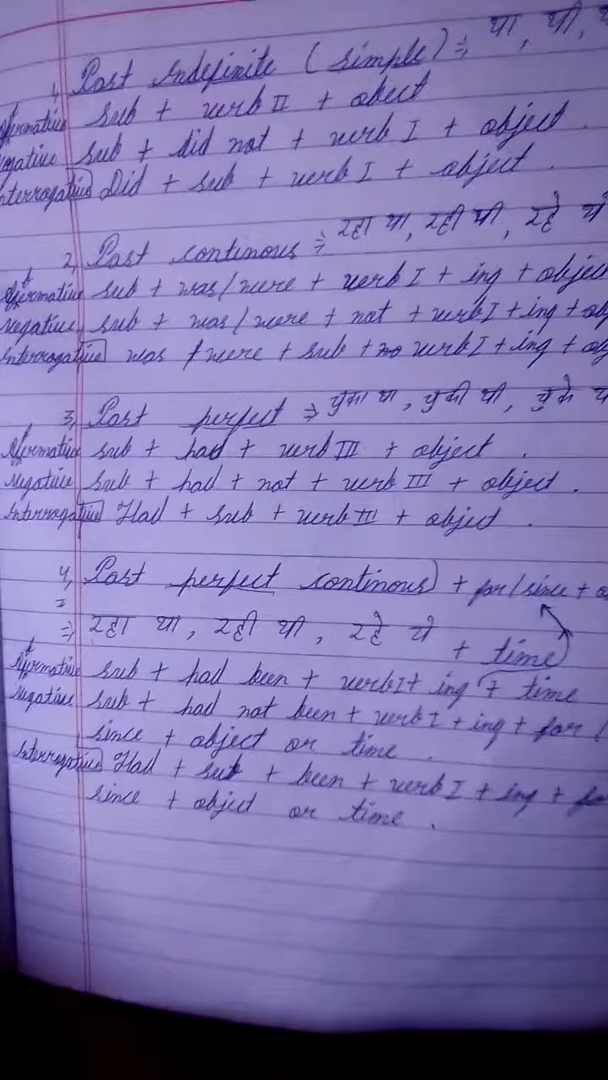 1, Past Indefinite (simple) ÷ था, थी,
Affermative sub + verb II + obect
Negative sub + did not + verb I + object .
Interrogative Did + sub + verb I + object .
2, Past continous ⇒ रहा था, रही थी, रहे थे
Affermative sub + was/were + verb I + ing + object
Negative sub + was/were + not + verb I + ing +
Interrogative was / were + sub + verb I + ing +
3, Past perfect ⇒ चुका था, चुकी थी, चुके
Affermative sub + had + verb III + object .
Negative sub + had + not + verb III + object .
Interrogative Had + sub + verb III + object .
4, Past perfect continous) + for/since +
⇒ रहा था, रही थी, रहे थे + time)
Affermative sub + had been + verb I + ing + time
Negative sub + had not been + verb I + ing + for /
since + object or time .
Interrogative Had + sub + been + verb I + ing +
since + object or time .